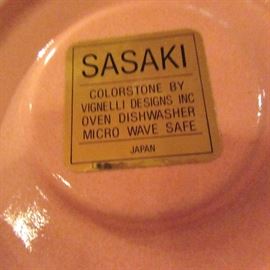 SASAKI
COLORSTONE BY
VIGNELLI DESIGNS INC
OVEN DISHWASHER
MICRO WAVE SAFE
JAPAN